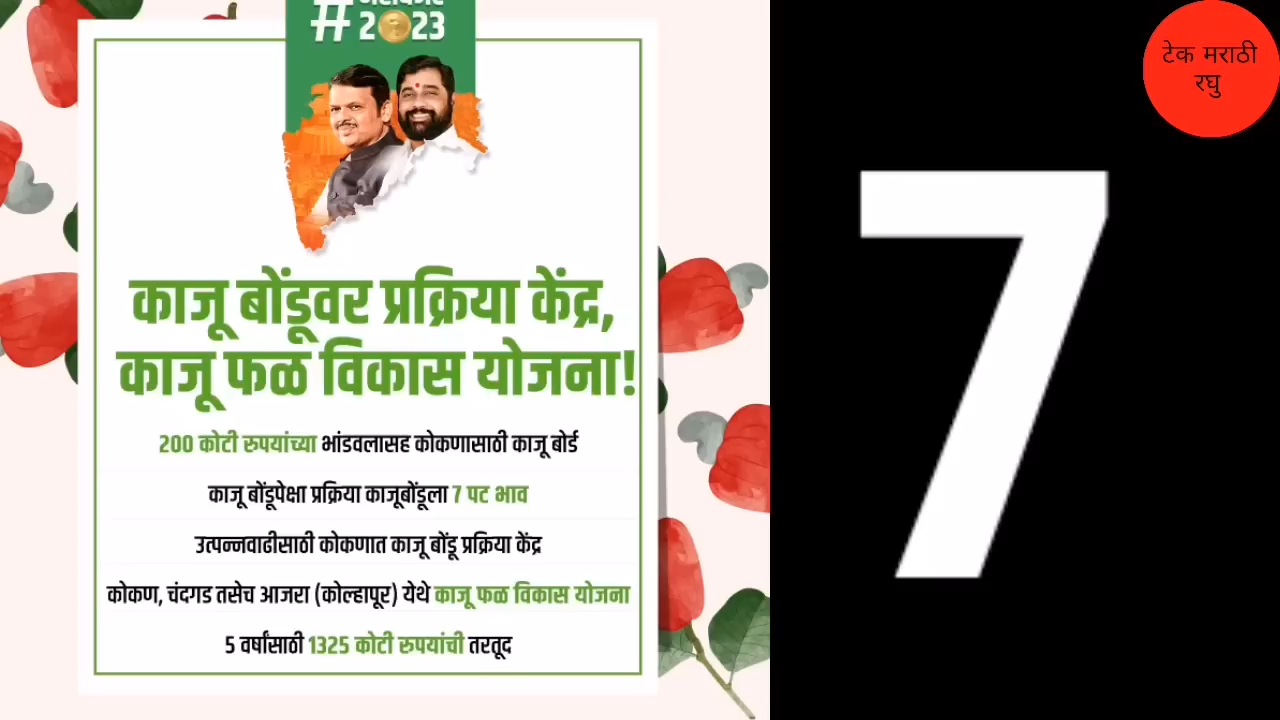 #
2023
काजू बोंडूवर प्रक्रिया केंद्र,
काजू फळ विकास योजना!
200 कोटी रुपयांच्या भांडवलासह कोकणासाठी काजू बोर्ड
काजू बोंडूपेक्षा प्रक्रिया काजूबोंडूला 7 पट भाव
उत्पन्नवाढीसाठी कोकणात काजू बोंडू प्रक्रिया केंद्र
कोकण, चंदगड तसेच आजरा (कोल्हापूर) येथे काजू फळ विकास योजना
5 वर्षांसाठी 1325 कोटी रुपयांची तरतूद
7
टेक मराठी
रघु